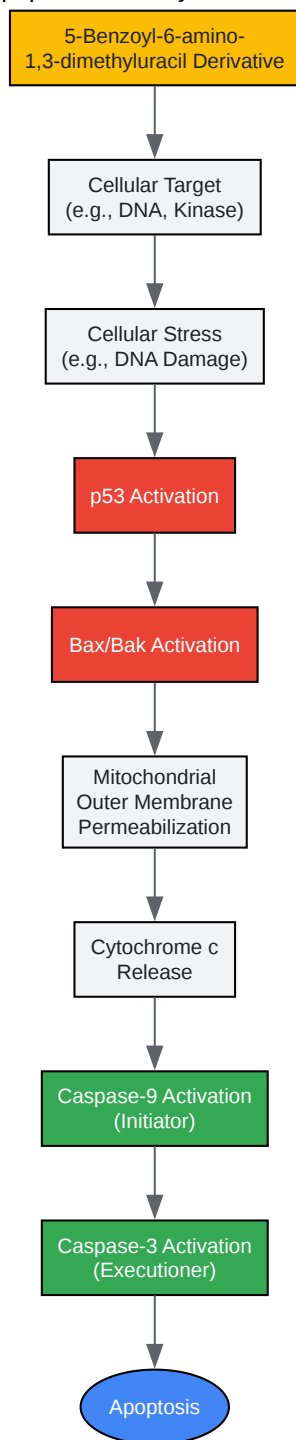 5-Benzoyl-6-amino-
1,3-dimethyluracil Derivative
Cellular Target
(e.g., DNA, Kinase)
Cellular Stress
(e.g., DNA Damage)
p53 Activation
Bax/Bak Activation
Mitochondrial
Outer Membrane
Permeabilization
Cytochrome c
Release
Caspase-9 Activation
(Initiator)
Caspase-3 Activation
(Executioner)
Apoptosis